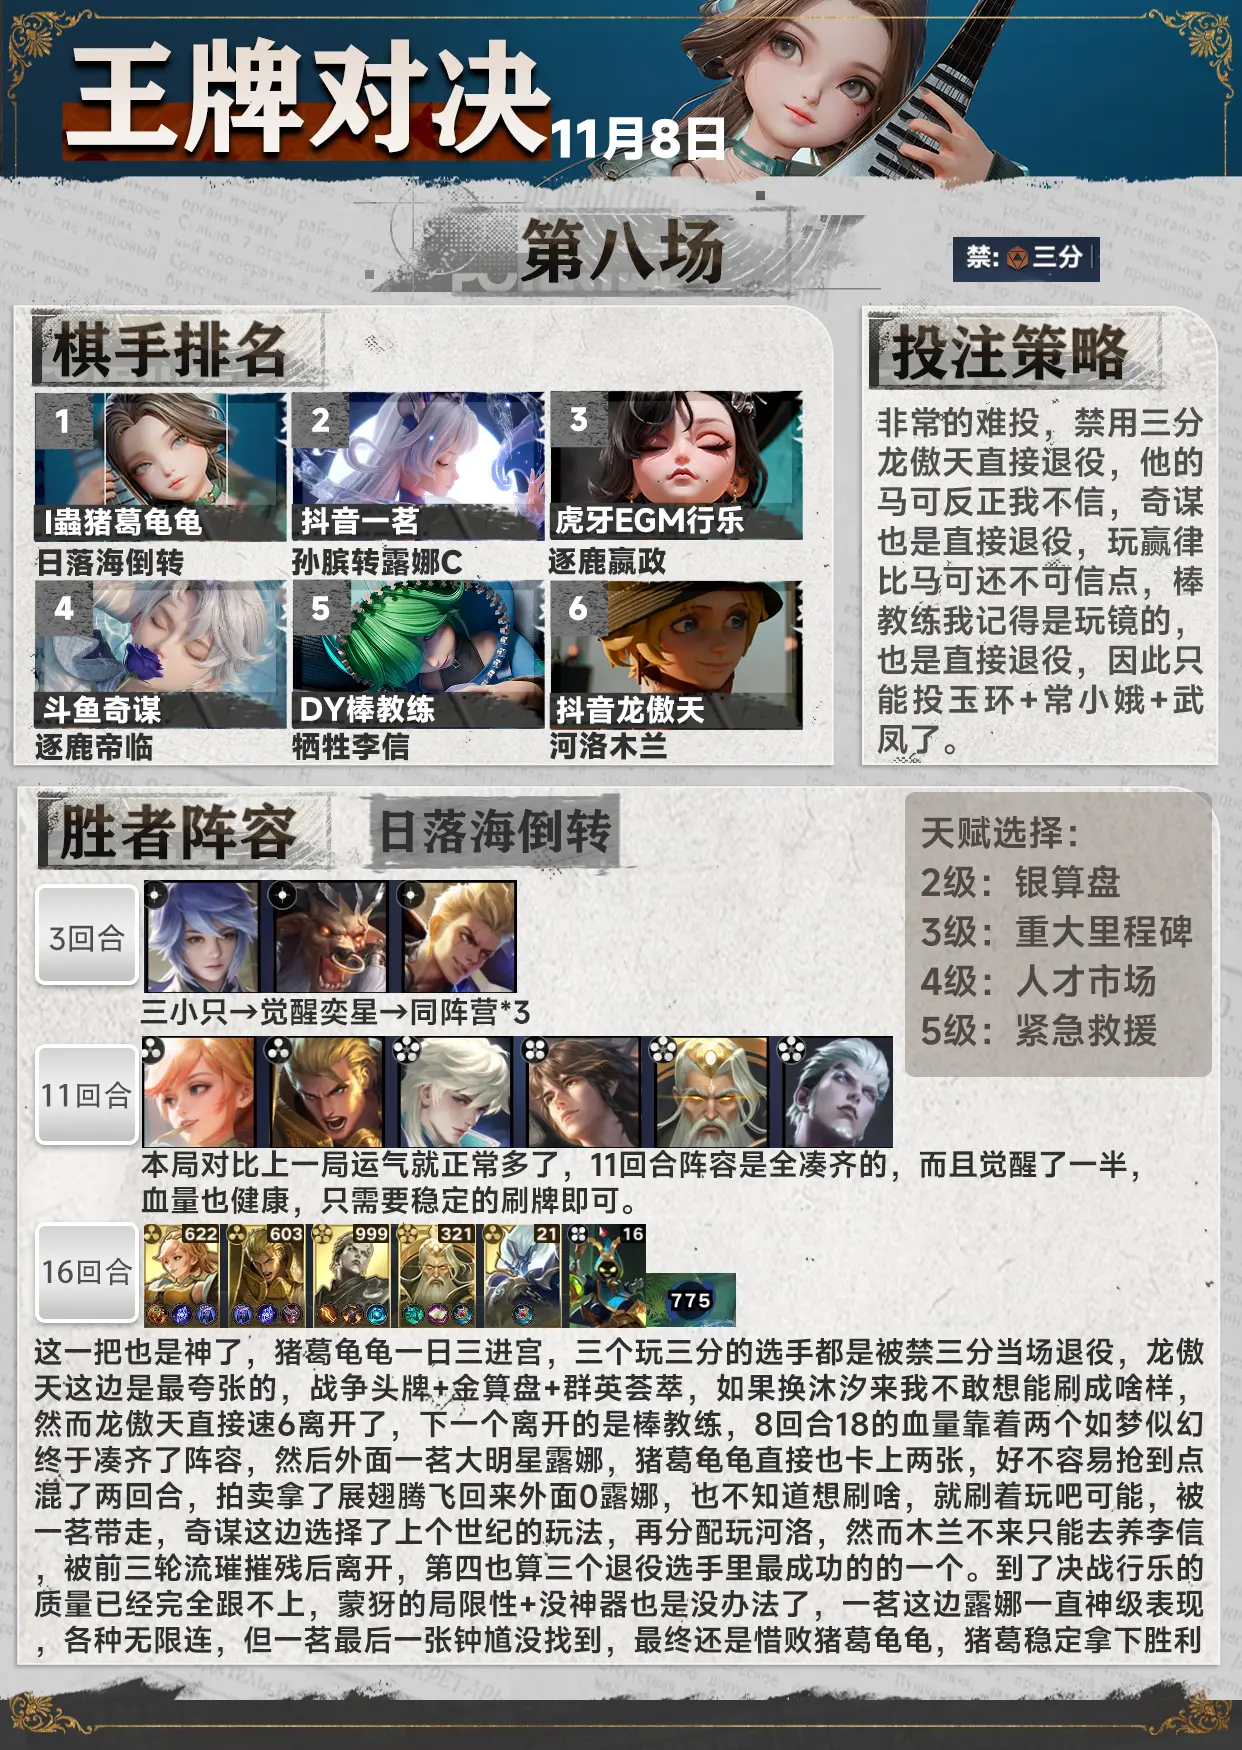 王牌对决
11月8日
第八场
禁:三分
棋手排名
1
I蟲猪葛龟龟
日落海倒转
2
抖音一茗
孙膑转露娜C
3
虎牙EGM行乐
逐鹿嬴政
4
斗鱼奇谋
逐鹿帝临
5
DY棒教练
牺牲李信
6
抖音龙傲天
河洛木兰
投注策略
非常的难投，禁用三分
龙傲天直接退役，他的
马可反正我不信，奇谋
也是直接退役，玩赢律
比马可还不可信点，棒
教练我记得是玩镜的，
也是直接退役，因此只
能投玉环+常小娥+武
凤了。
胜者阵容
日落海倒转
天赋选择：
2级：银算盘
3级：重大里程碑
4级：人才市场
5级：紧急救援
3回合
三小只→觉醒奕星→同阵营*3
11回合
本局对比上一局运气就正常多了，11回合阵容是全凑齐的，而且觉醒了一半，
血量也健康，只需要稳定的刷牌即可。
16回合
622
603
999
321
21
16
775
这一把也是神了，猪葛龟龟一日三进宫，三个玩三分的选手都是被禁三分当场退役，龙傲
天这边是最夸张的，战争头牌+金算盘+群英荟萃，如果换沐汐来我不敢想能刷成啥样，
然而龙傲天直接速6离开了，下一个离开的是棒教练，8回合18的血量靠着两个如梦似幻
终于凑齐了阵容，然后外面一茗大明星露娜，猪葛龟龟直接也卡上两张，好不容易抢到点
混了两回合，拍卖拿了展翅腾飞回来外面0露娜，也不知道想刷啥，就刷着玩吧可能，被
一茗带走，奇谋这边选择了上个世纪的玩法，再分配玩河洛，然而木兰不来只能去养李信
，被前三轮流璀摧残后离开，第四也算三个退役选手里最成功的的一个。到了决战行乐的
质量已经完全跟不上，蒙犽的局限性+没神器也是没办法了，一茗这边露娜一直神级表现
，各种无限连，但一茗最后一张钟馗没找到，最终还是惜败猪葛龟龟，猪葛稳定拿下胜利